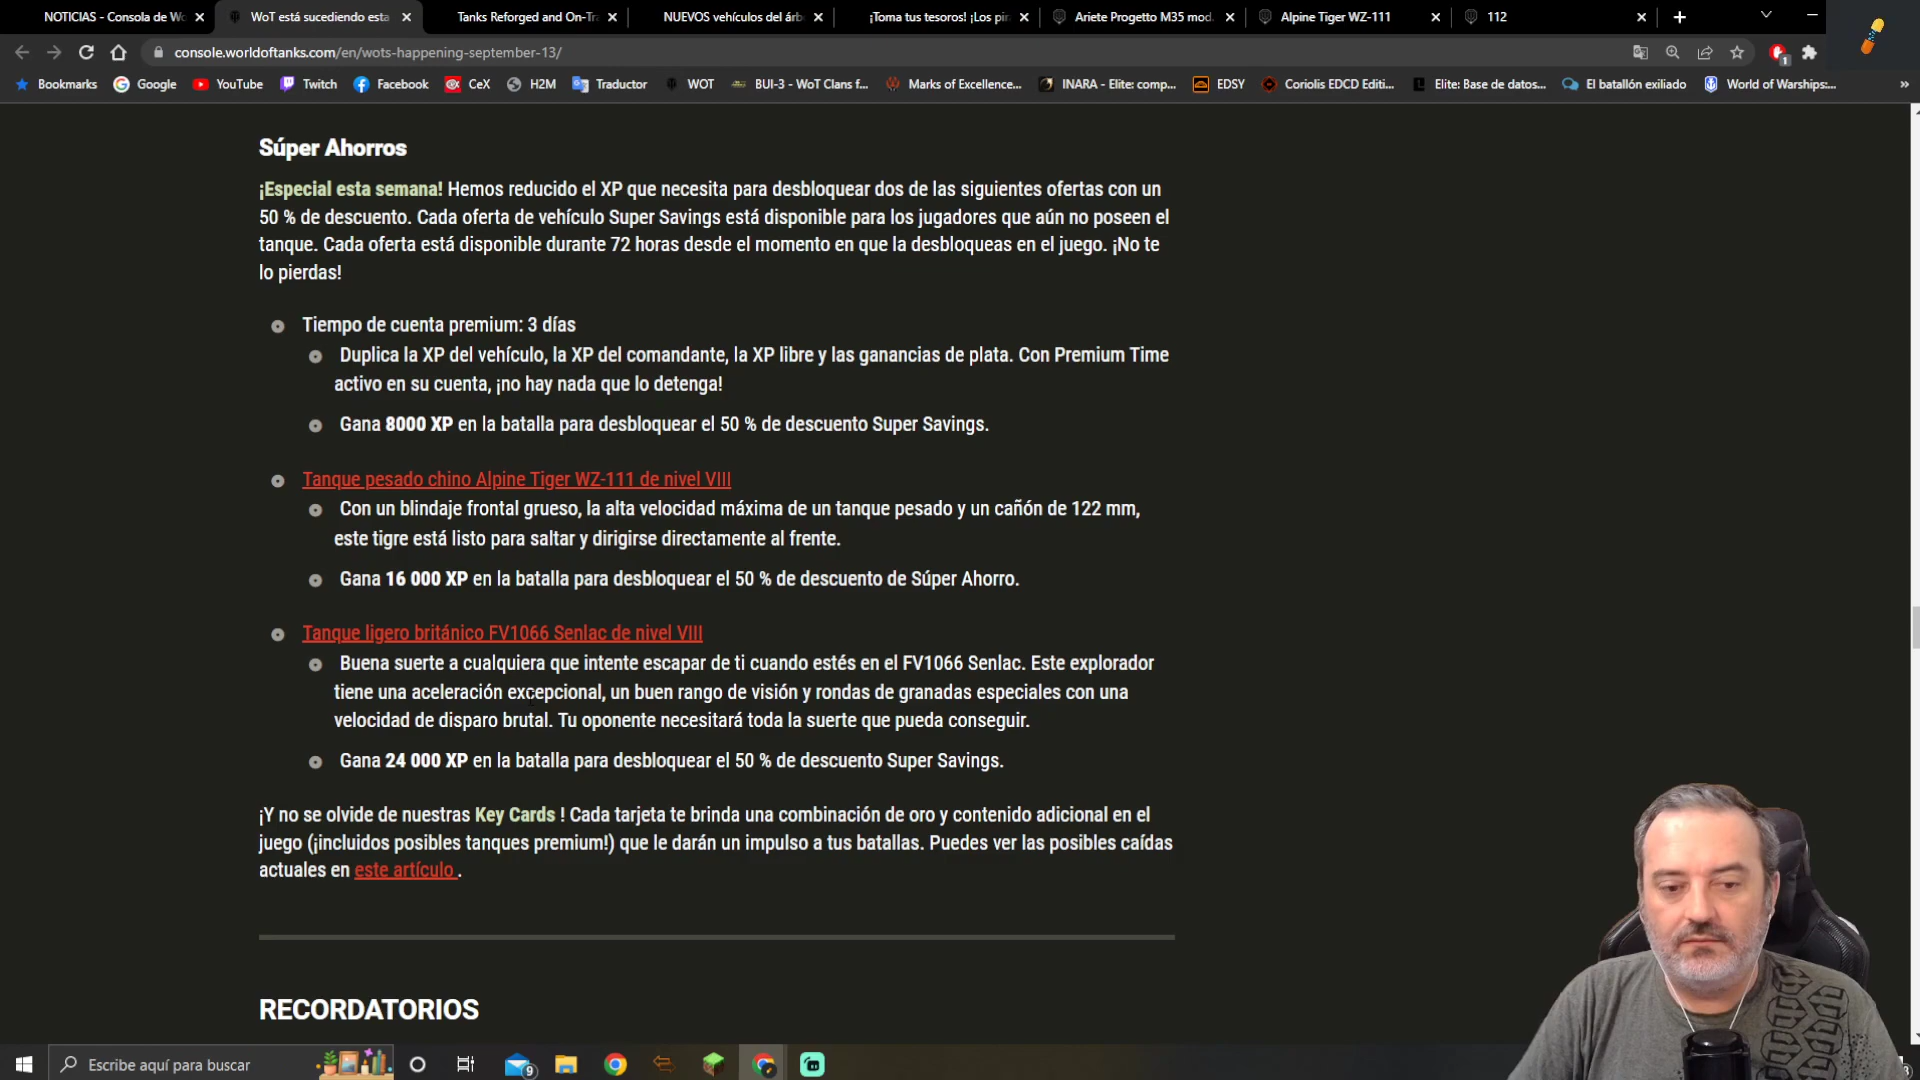 NOTICIAS - Consola de Wo
WoT está sucediendo esta
Tanks Reforged and On-Tra
NUEVOS vehículos del árb
¡Toma tus tesoros! ¡Los pi
Ariete Progetto M35 mod.
Alpine Tiger WZ-111
112
console.worldoftanks.com/en/wots-happening-september-13/
1
Bookmarks
Google
YouTube
Twitch
Facebook
CeX
H2M
Traductor
WOT
BUI-3 - WoT Clans f...
Marks of Excellence...
INARA - Elite: comp...
EDSY
Coriolis EDCD Editi...
Elite: Base de datos...
El batallón exiliado
World of Warships:...
»
Súper Ahorros
¡Especial esta semana! Hemos reducido el XP que necesita para desbloquear dos de las siguientes ofertas con un
50 % de descuento. Cada oferta de vehículo Super Savings está disponible para los jugadores que aún no poseen el
tanque. Cada oferta está disponible durante 72 horas desde el momento en que la desbloqueas en el juego. ¡No te
lo pierdas!
Tiempo de cuenta premium: 3 días
Duplica la XP del vehículo, la XP del comandante, la XP libre y las ganancias de plata. Con Premium Time
activo en su cuenta, ¡no hay nada que lo detenga!
Gana 8000 XP en la batalla para desbloquear el 50 % de descuento Super Savings.
Tanque pesado chino Alpine Tiger WZ-111 de nivel VIII
Con un blindaje frontal grueso, la alta velocidad máxima de un tanque pesado y un cañón de 122 mm,
este tigre está listo para saltar y dirigirse directamente al frente.
Gana 16 000 XP en la batalla para desbloquear el 50 % de descuento de Súper Ahorro.
Tanque ligero británico FV1066 Senlac de nivel VIII
Buena suerte a cualquiera que intente escapar de ti cuando estés en el FV1066 Senlac. Este explorador
tiene una aceleración excepcional, un buen rango de visión y rondas de granadas especiales con una
velocidad de disparo brutal. Tu oponente necesitará toda la suerte que pueda conseguir.
Gana 24 000 XP en la batalla para desbloquear el 50 % de descuento Super Savings.
¡Y no se olvide de nuestras Key Cards ! Cada tarjeta te brinda una combinación de oro y contenido adicional en el
juego (¡incluidos posibles tanques premium!) que le darán un impulso a tus batallas. Puedes ver las posibles caídas
actuales en este artículo .
RECORDATORIOS
Escribe aquí para buscar
9